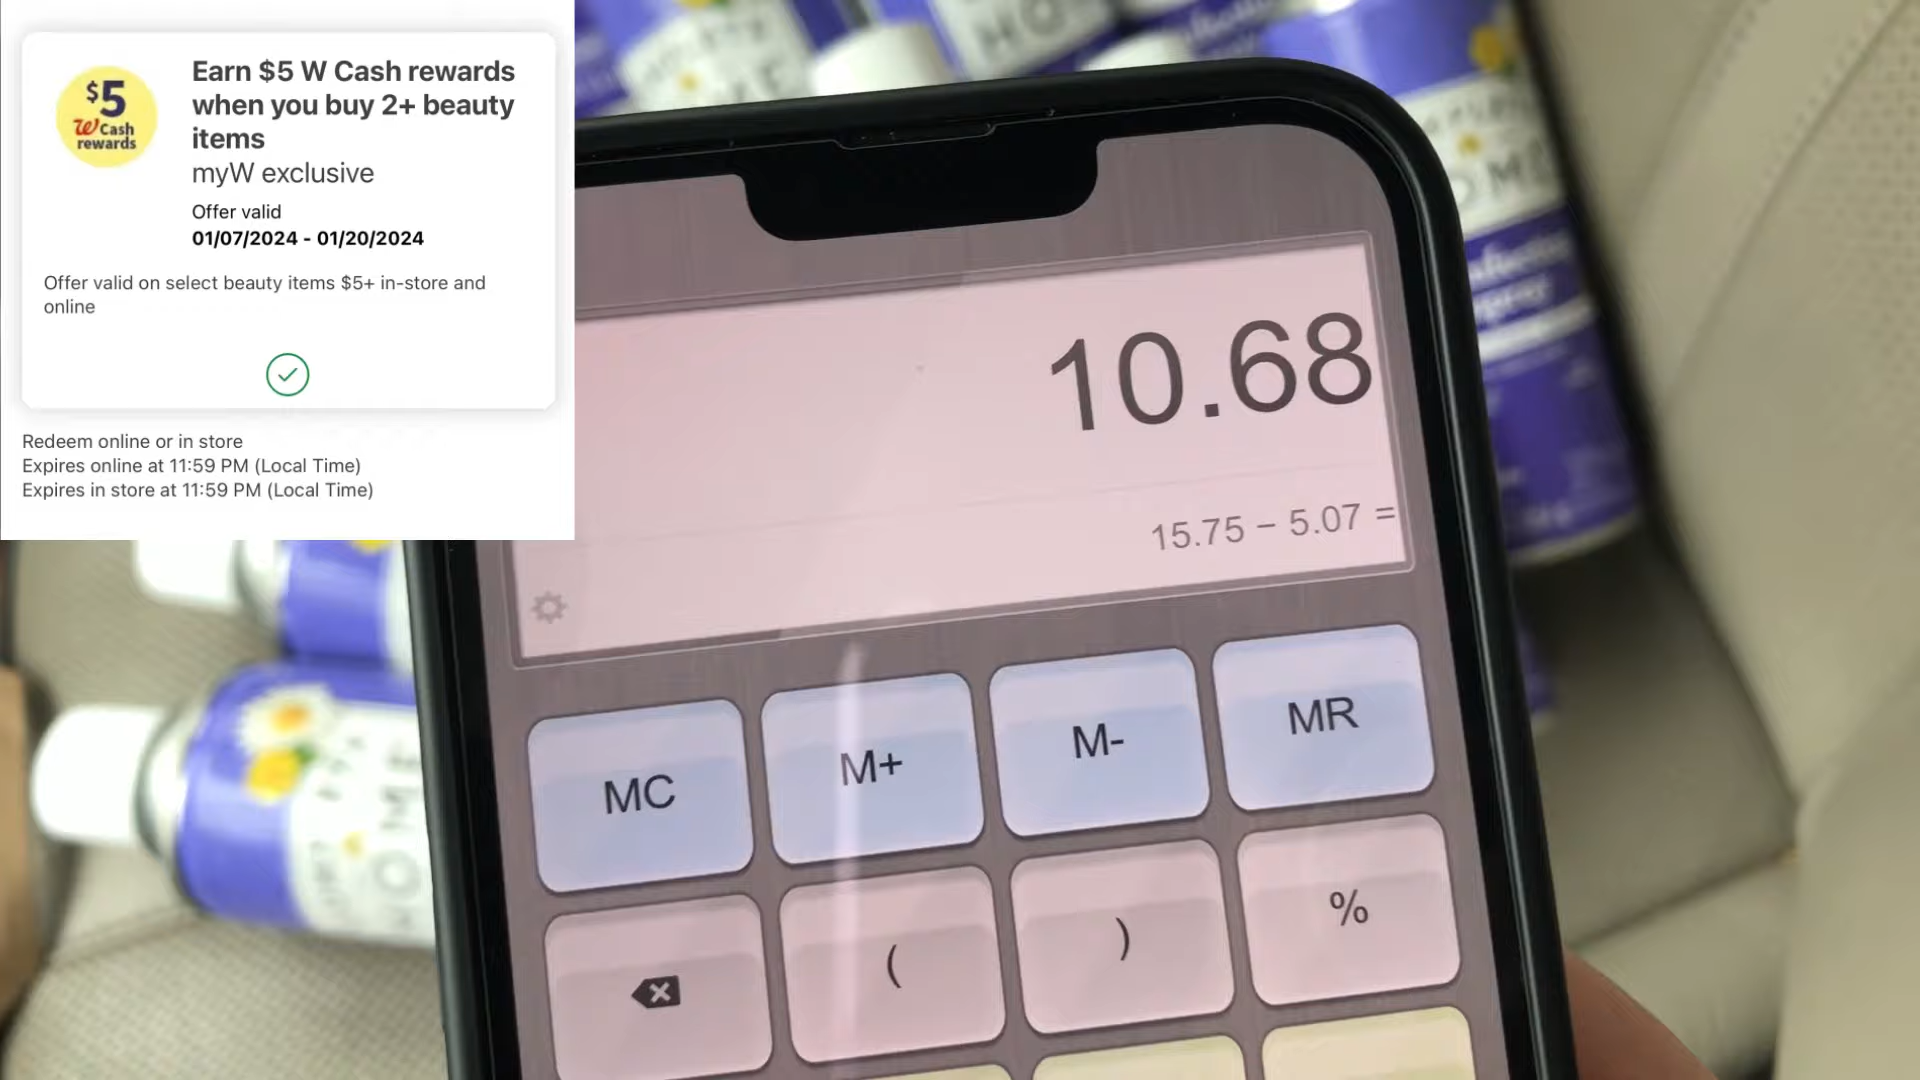 $5
W Cash
rewards
Earn $5 W Cash rewards
when you buy 2+ beauty
items
myW exclusive
Offer valid
01/07/2024 - 01/20/2024
Offer valid on select beauty items $5+ in-store and
online
Redeem online or in store
Expires online at 11:59 PM (Local Time)
Expires in store at 11:59 PM (Local Time)
10.68
15.75 − 5.07 =
MC
M+
M-
MR
(
)
%
HOME